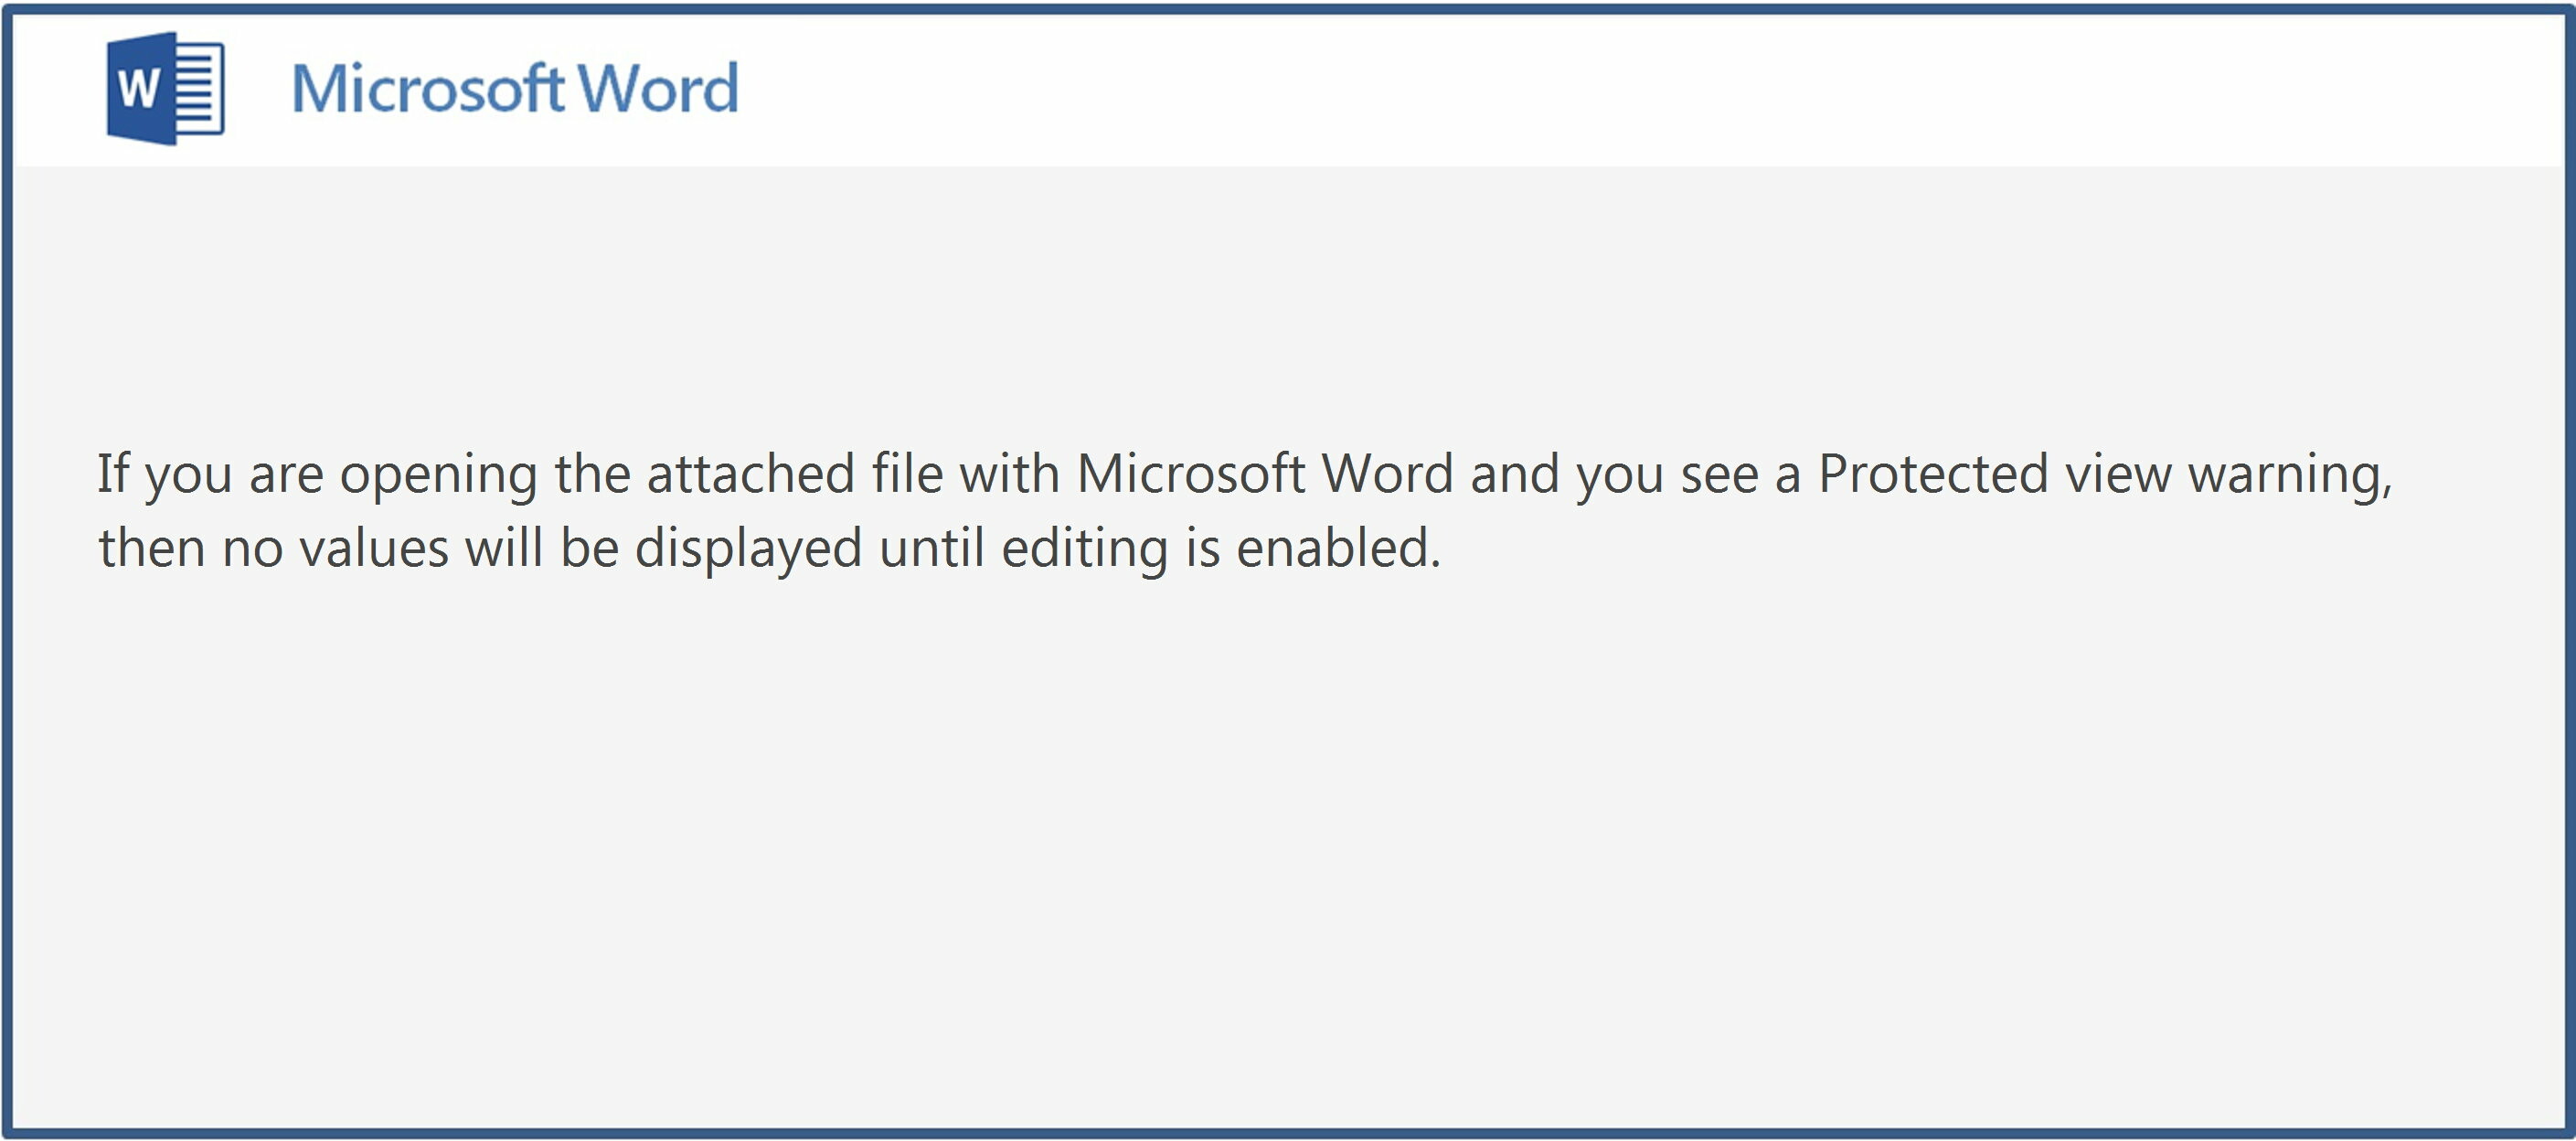 W
Microsoft Word
If you are opening the attached file with Microsoft Word and you see a Protected view warning,
then no values will be displayed until editing is enabled.